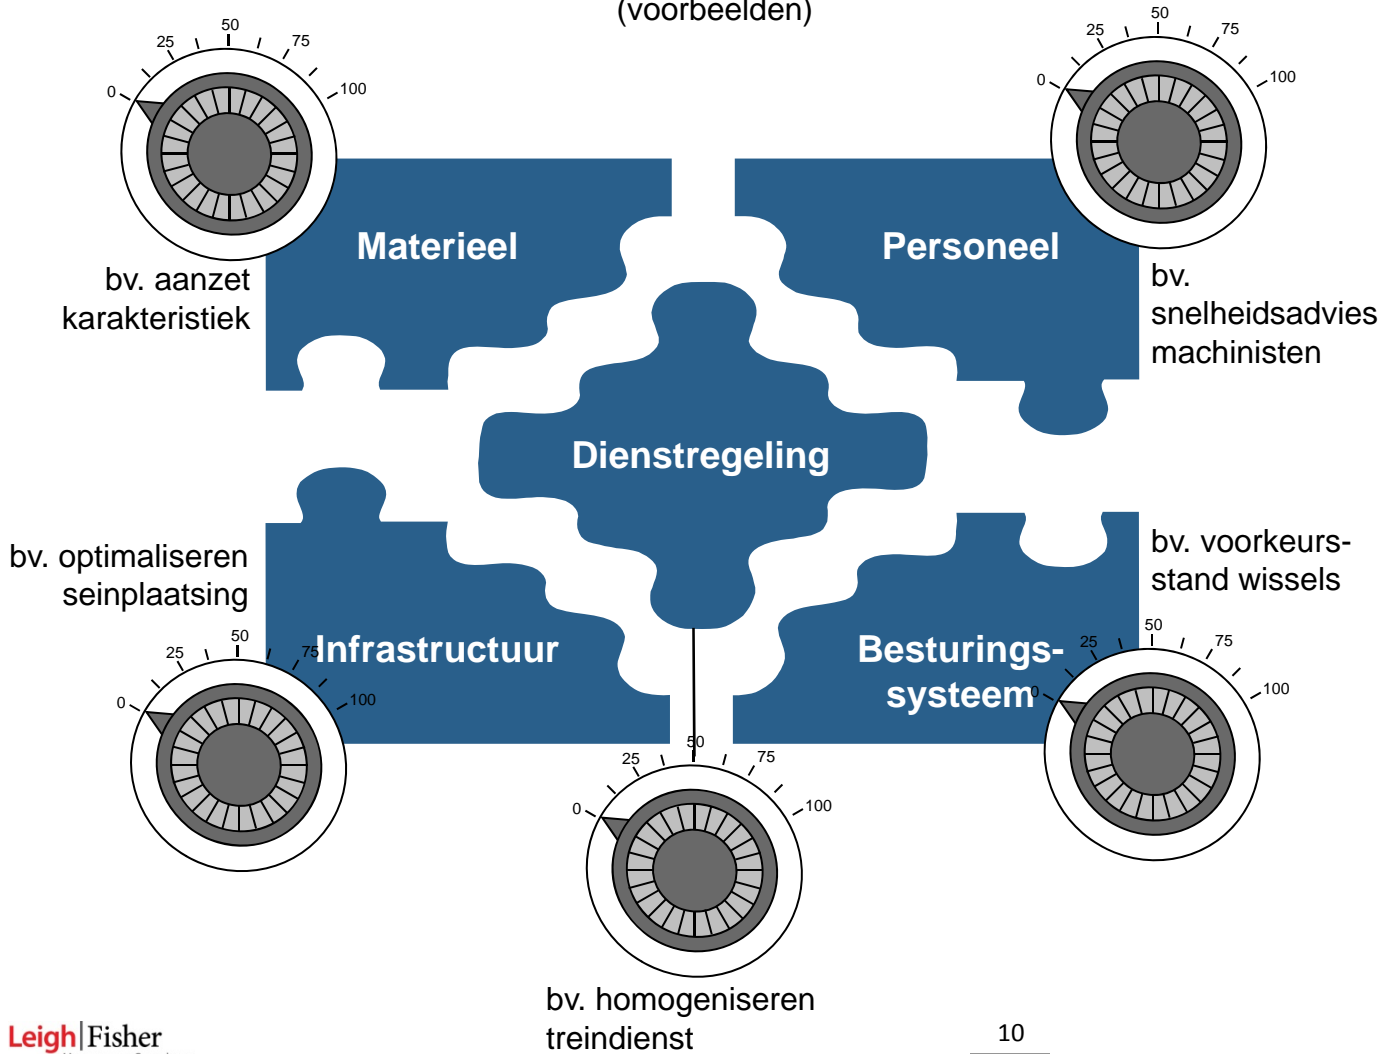 (voorbeelden)
0 25 50 75 100
0 25 50 75 100
Materieel
Personeel
bv. aanzet
karakteristiek
bv.
snelheidsadvies
machinisten
Dienstregeling
bv. optimaliseren
seinplaatsing
bv. voorkeurs-
stand wissels
Infrastructuur
0 25 50 75 100
Besturings-
systeem
0 25 50 75 100
0 25 50 75 100
bv. homogeniseren
treindienst
Leigh|Fisher
10